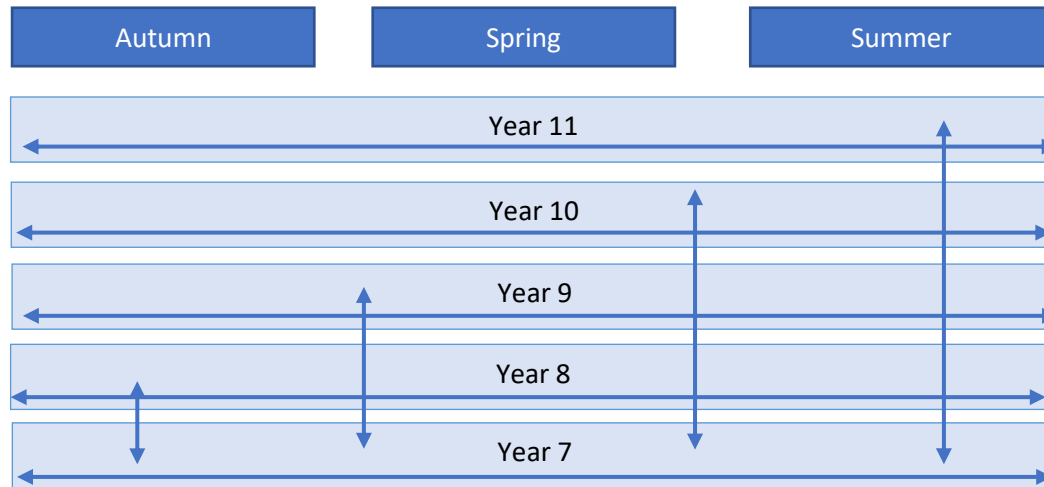 Autumn
Spring
Summer
Year 11
Year 10
Year 9
Year 8
Year 7